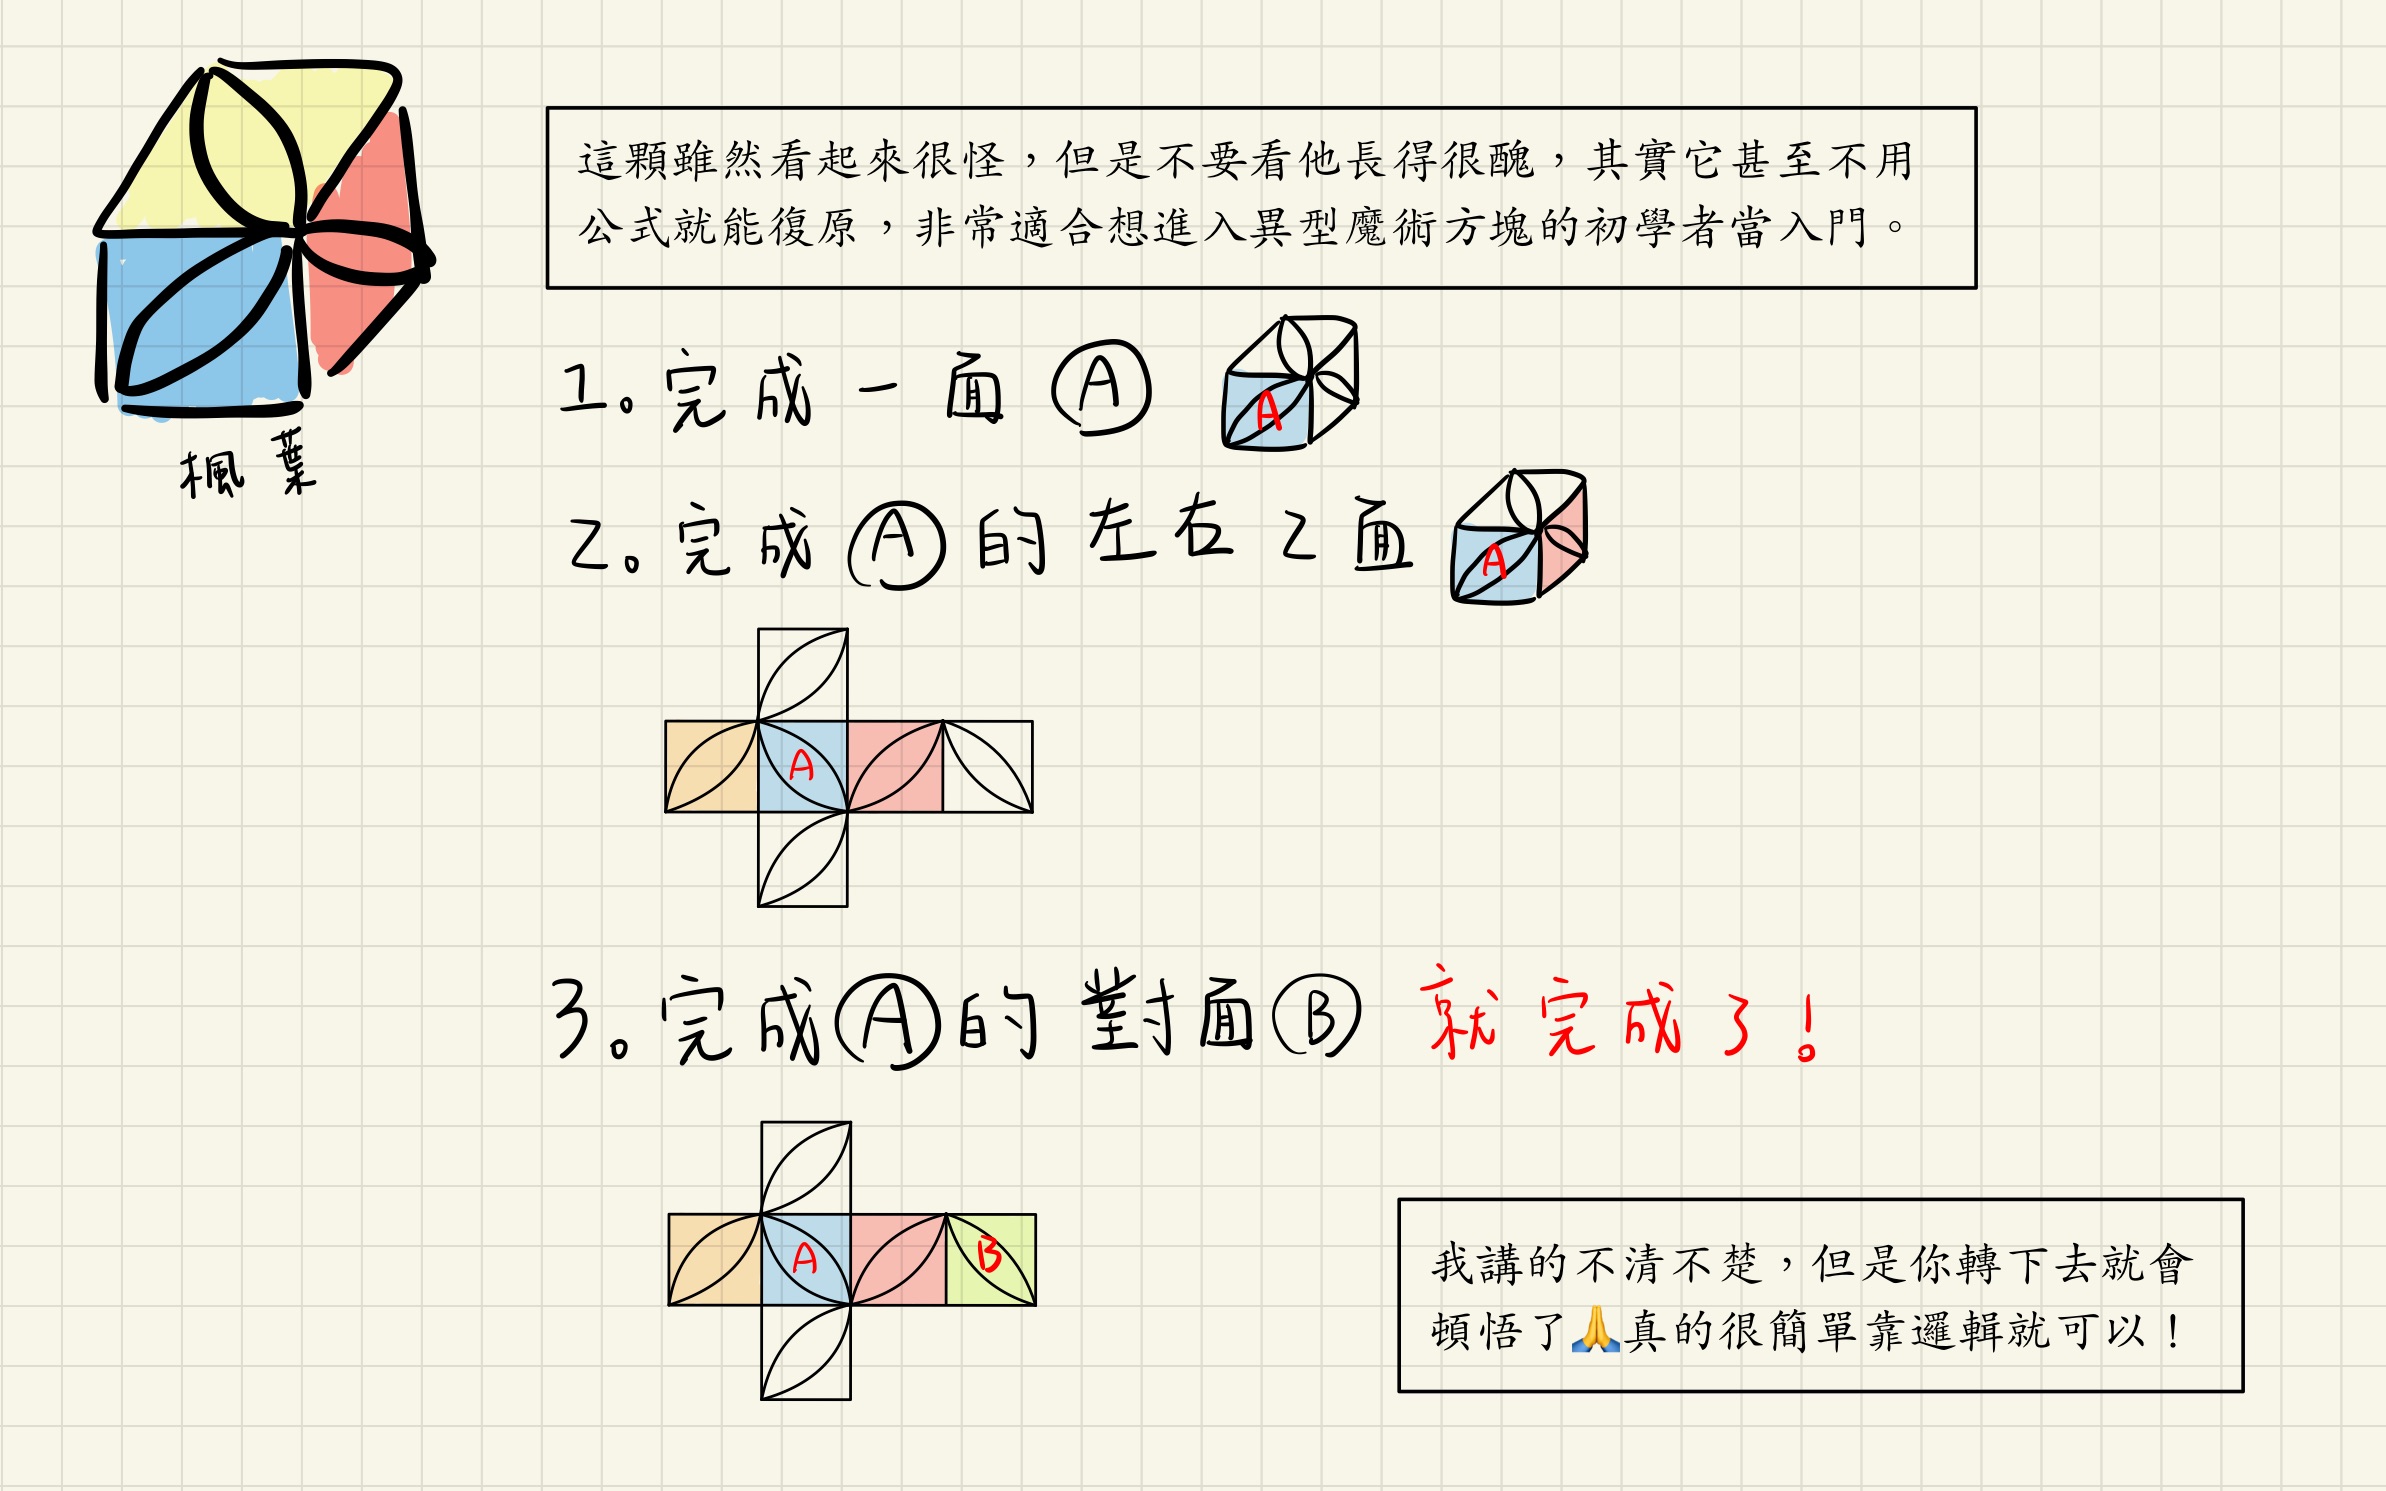 這顆雖然看起來很怪，但是不要看他長得很醜，其實它甚至不用
公式就能復原，非常適合想進入異型魔術方塊的初學者當入門。
楓葉
1。完成一面Ⓐ
A
2。完成Ⓐ的左右2面
A
A
3。完成Ⓐ的對面Ⓑ 就完成了！
A
B
我講的不清不楚，但是你轉下去就會
頓悟了🙏真的很簡單靠邏輯就可以！